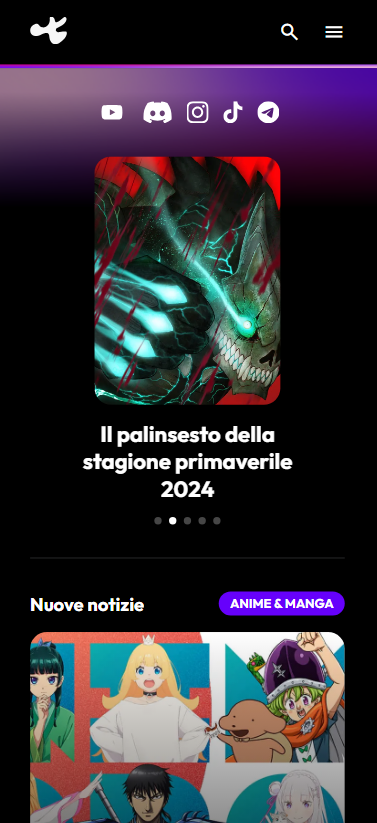 Il palinsesto della
stagione primaverile
2024
Nuove notizie
ANIME & MANGA